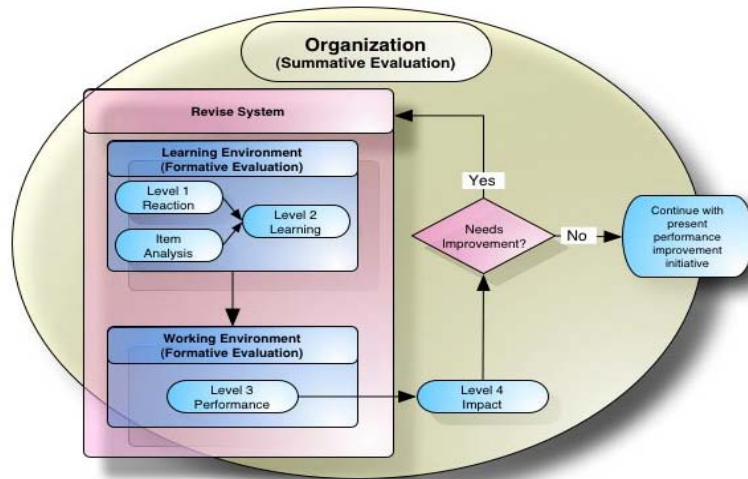 Organization
(Summative Evaluation)
Revise System
Learning Environment
(Formative Evaluation)
Level 1
Reaction
Level 2
Learning
Item
Analysis
Working Environment
(Formative Evaluation)
Level 3
Performance
Level 4
Impact
Yes
Needs
Improvement?
No
Continue with
present
performance
improvement
initiative